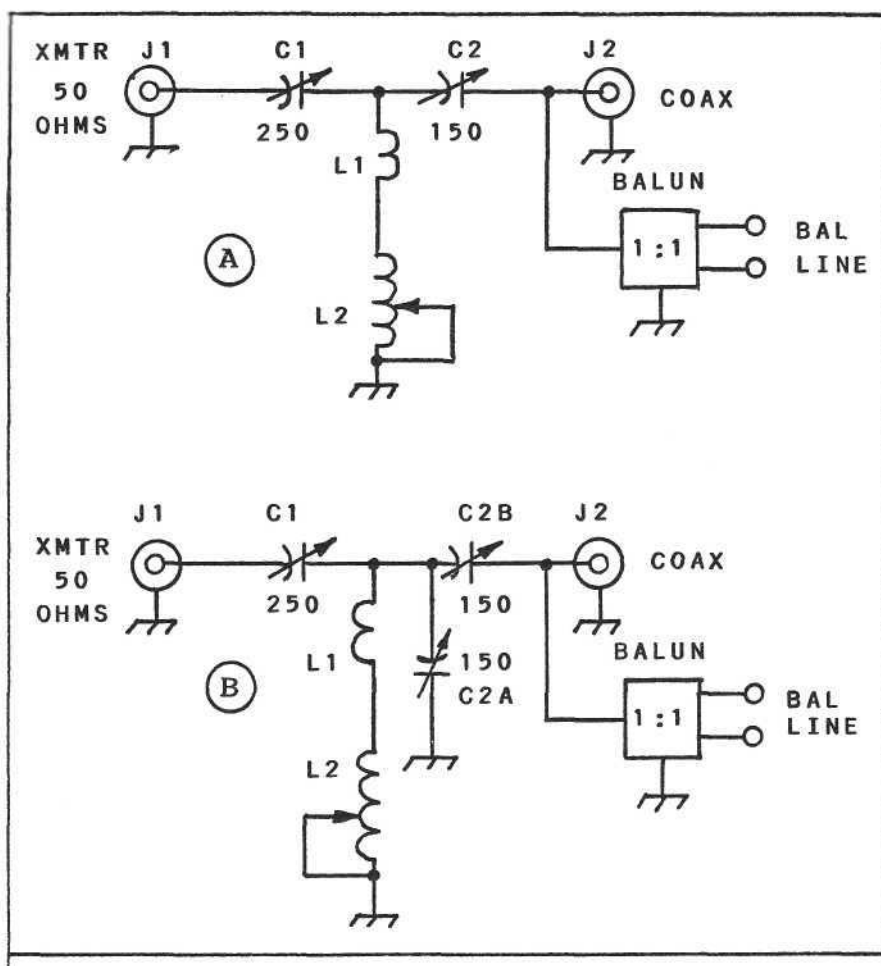 XMTR J1 C1 C2 J2
50
OHMS
COAX
250 150
L1
BALUN
A
1:1
BAL
LINE
L2
J1 C1 C2B J2
XMTR
50
OHMS
COAX
250 150
L1
BALUN
B
150
C2A
1:1
BAL
LINE
L2